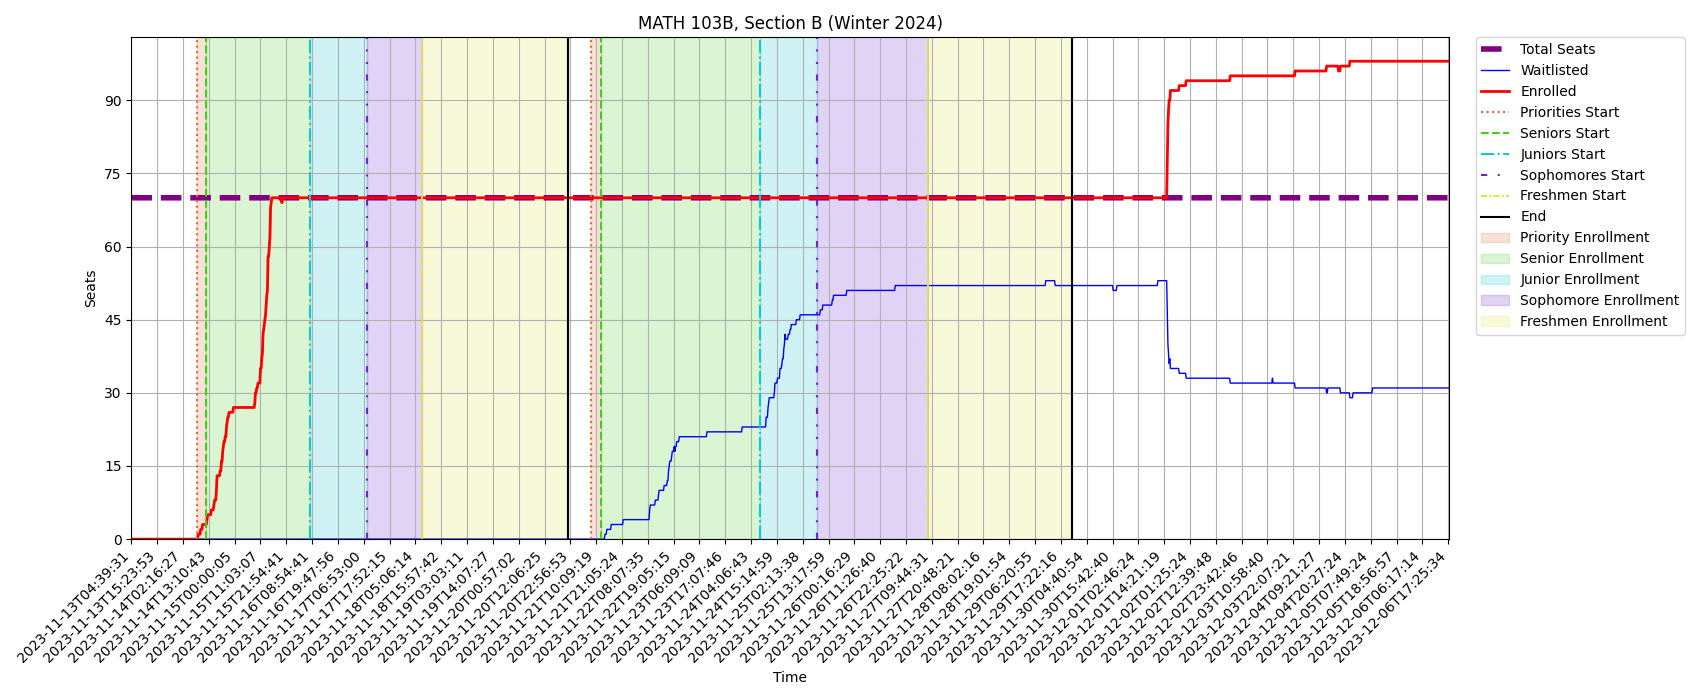 MATH 103B, Section B (Winter 2024)
Total Seats
Waitlisted
Enrolled
Priorities Start
Seniors Start
Juniors Start
Sophomores Start
Freshmen Start
End
Priority Enrollment
Senior Enrollment
Junior Enrollment
Sophomore Enrollment
Freshmen Enrollment
Seats
90
75
60
45
30
15
0
2023-11-13T04:39:31
2023-11-13T15:23:53
2023-11-14T02:16:27
2023-11-14T13:10:43
2023-11-15T00:00:05
2023-11-15T11:03:07
2023-11-15T21:54:41
2023-11-16T08:54:41
2023-11-16T19:47:56
2023-11-17T06:53:00
2023-11-17T17:52:15
2023-11-18T05:06:14
2023-11-18T15:57:42
2023-11-19T03:03:11
2023-11-19T14:07:27
2023-11-20T00:57:02
2023-11-20T12:06:25
2023-11-20T22:56:53
2023-11-21T10:09:19
2023-11-21T21:05:24
2023-11-22T08:07:35
2023-11-22T19:05:15
2023-11-23T06:09:09
2023-11-23T17:07:46
2023-11-24T04:06:43
2023-11-24T15:14:59
2023-11-25T02:13:38
2023-11-25T13:17:59
2023-11-26T00:16:29
2023-11-26T11:26:40
2023-11-26T22:25:22
2023-11-27T09:44:31
2023-11-27T20:48:21
2023-11-28T08:02:16
2023-11-28T19:01:54
2023-11-29T06:20:55
2023-11-29T17:22:16
2023-11-30T04:40:54
2023-11-30T15:42:40
2023-12-01T02:46:24
2023-12-01T14:21:19
2023-12-02T01:25:24
2023-12-02T12:39:48
2023-12-02T23:42:46
2023-12-03T10:58:40
2023-12-03T22:07:21
2023-12-04T09:21:27
2023-12-04T20:27:24
2023-12-05T07:49:24
2023-12-05T18:56:57
2023-12-06T06:17:14
2023-12-06T17:25:34
Time